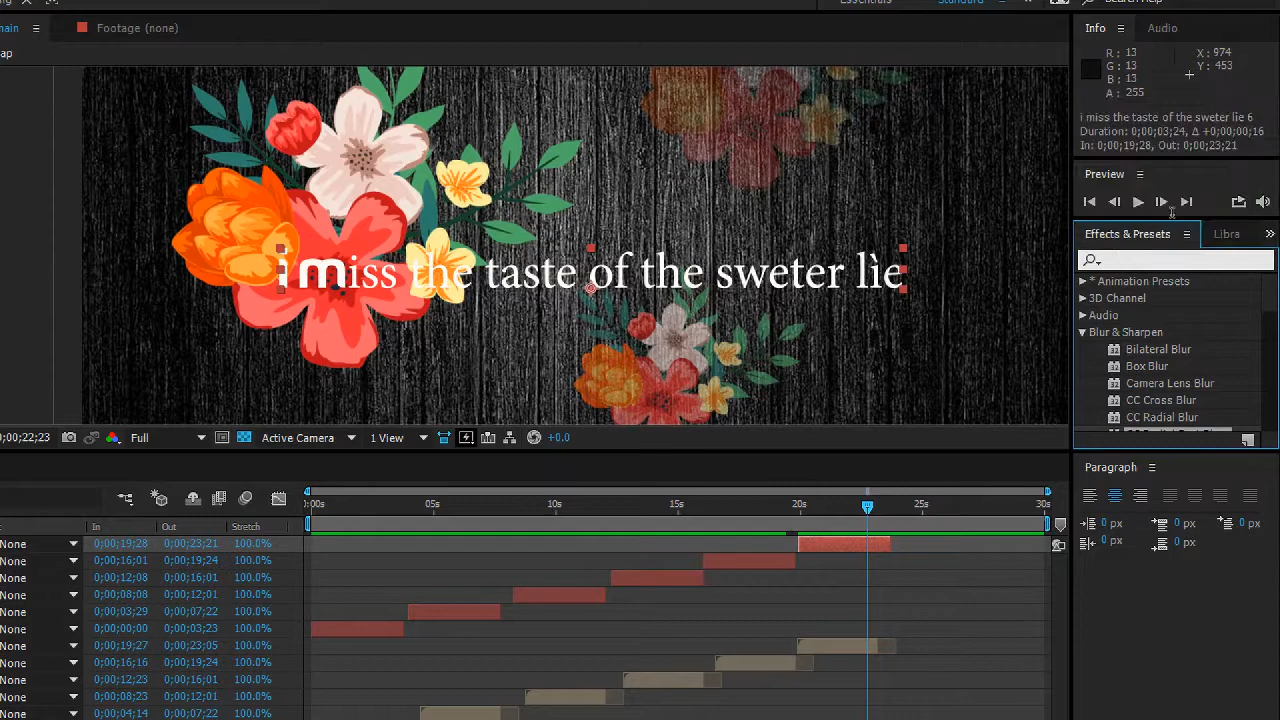 Essentials Standard Search Help
main Footage (none)
i miss the taste of the sweter lìe
Info Audio
R : 13 X : 974
G : 13 Y : 453
B : 13
A : 255
i miss the taste of the sweter lie 6
Duration: 0;00;03;24, Δ +0;00;00;16
In: 0;00;19;28, Out: 0;00;23;21
Preview
Effects & Presets Libra
* Animation Presets
3D Channel
Audio
Blur & Sharpen
Bilateral Blur
Box Blur
Camera Lens Blur
CC Cross Blur
CC Radial Blur
0;00;22;23 Full Active Camera 1 View +0.0
Paragraph
0 px 0 px 0 px
0 px 0 px
:00s 05s 10s 15s 20s 25s 30s
In Out Stretch
None 0;00;19;28 0;00;23;21 100.0%
None 0;00;16;01 0;00;19;24 100.0%
None 0;00;12;08 0;00;16;01 100.0%
None 0;00;08;08 0;00;12;01 100.0%
None 0;00;03;29 0;00;07;22 100.0%
None 0;00;00;00 0;00;03;23 100.0%
None 0;00;19;27 0;00;23;05 100.0%
None 0;00;16;16 0;00;19;24 100.0%
None 0;00;12;23 0;00;16;01 100.0%
None 0;00;08;23 0;00;12;01 100.0%
None 0;00;04;14 0;00;07;22 100.0%